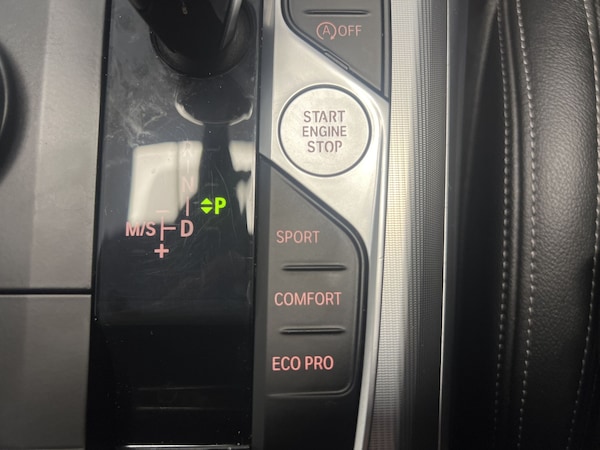 OFF
START
ENGINE
STOP
R
N
P
M/S
D
+
SPORT
COMFORT
ECO PRO